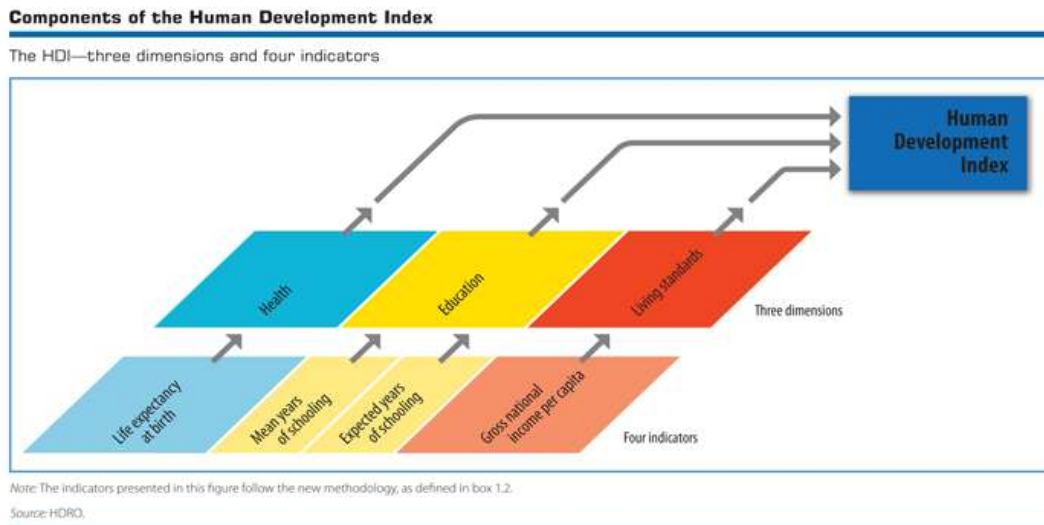 Components of the Human Development Index
The HDI—three dimensions and four indicators
Human
Development
Index
Health
Education
Living standards
Three dimensions
Life expectancy
at birth
Mean years
of schooling
Expected years
of schooling
Gross national
income per capita
Four indicators
Note: The indicators presented in this figure follow the new methodology, as defined in box 1.2.
Source: HDRO.